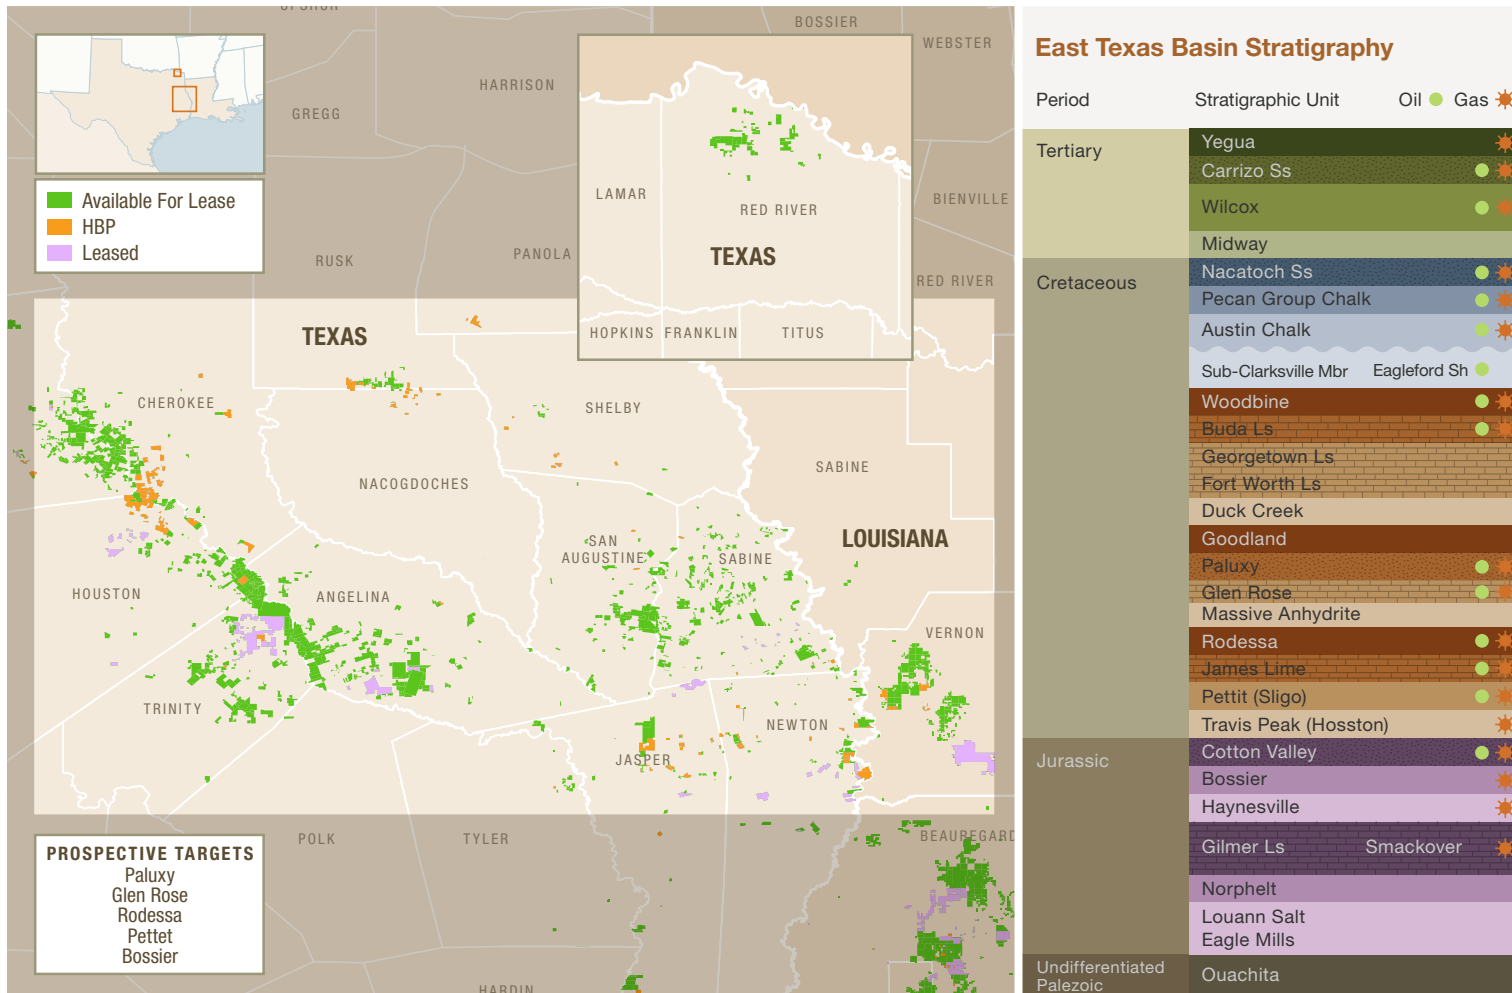 UPSHUR
BOSSIER
WEBSTER
HARRISON
GREGG
Available For Lease
HBP
Leased
LAMAR
RED RIVER
BIENVILLE
TEXAS
RUSK
PANOLA
RED RIVER
HOPKINS
FRANKLIN
TITUS
TEXAS
CHEROKEE
SHELBY
SABINE
NACOGDOCHES
LOUISIANA
SAN
AUGUSTINE
SABINE
HOUSTON
ANGELINA
VERNON
TRINITY
NEWTON
JASPER
POLK
TYLER
BEAUREGARD
HARDIN
PROSPECTIVE TARGETS
Paluxy
Glen Rose
Rodessa
Pettet
Bossier
East Texas Basin Stratigraphy
Period Stratigraphic Unit Oil Gas
Tertiary
Yegua
Carrizo Ss
Wilcox
Midway
Cretaceous
Nacatoch Ss
Pecan Group Chalk
Austin Chalk
Sub-Clarksville Mbr Eagleford Sh
Woodbine
Buda Ls
Georgetown Ls
Fort Worth Ls
Duck Creek
Goodland
Paluxy
Glen Rose
Massive Anhydrite
Rodessa
James Lime
Pettit (Sligo)
Travis Peak (Hosston)
Jurassic
Cotton Valley
Bossier
Haynesville
Gilmer Ls Smackover
Norphelt
Louann Salt
Eagle Mills
Undifferentiated
Palezoic
Ouachita